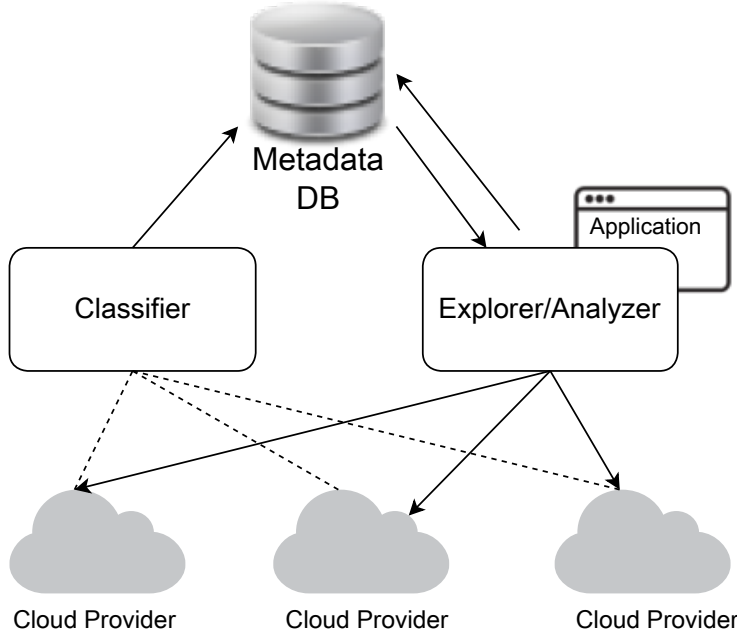 Metadata
DB
Application
Classifier
Explorer/Analyzer
Cloud Provider
Cloud Provider
Cloud Provider